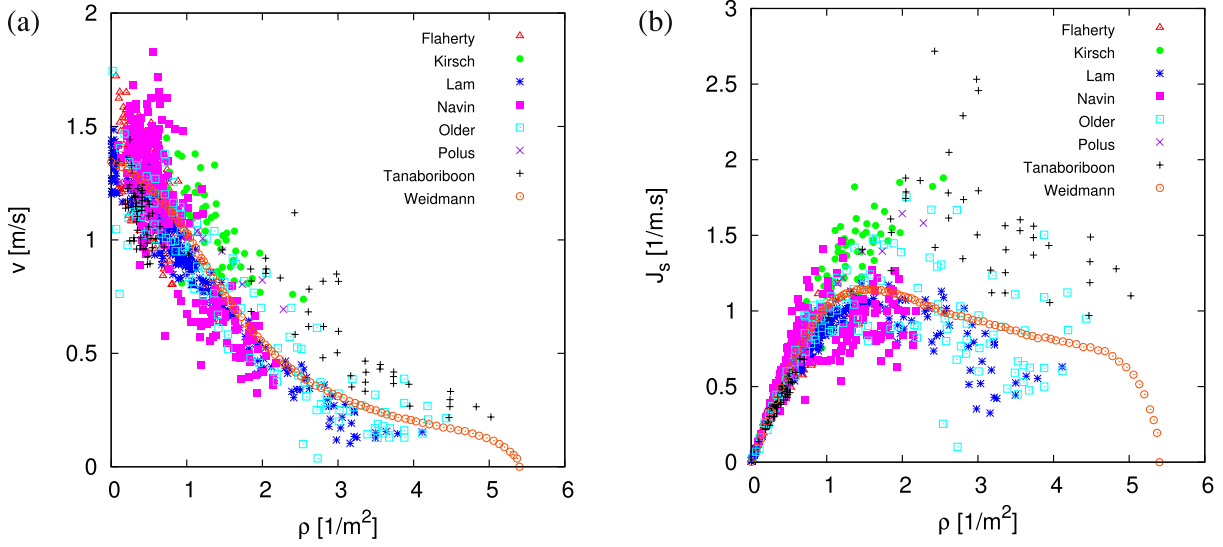 (a)
2
1.5
1
0.5
0
v [m/s]
0 1 2 3 4 5 6
ρ [1/m²]
Flaherty
Kirsch
Lam
Navin
Older
Polus
Tanaboriboon
Weidmann
(b)
3
2.5
2
1.5
1
0.5
0
Js [1/m.s]
0 1 2 3 4 5 6
ρ [1/m²]
Flaherty
Kirsch
Lam
Navin
Older
Polus
Tanaboriboon
Weidmann